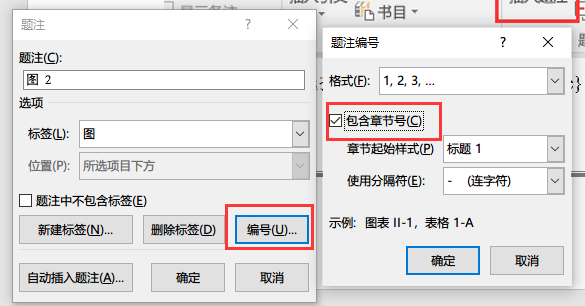 书目
题注
题注(C):
图 2
选项
标签(L):
图
位置(P):
所选项目下方
题注中不包含标签(E)
新建标签(N)...
删除标签(D)
编号(U)...
自动插入题注(A)...
确定
取消
题注编号
格式(F):
1, 2, 3, ...
包含章节号(C)
章节起始样式(P)
标题 1
使用分隔符(E):
- (连字符)
示例: 图表 II-1，表格 1-A
确定
取消